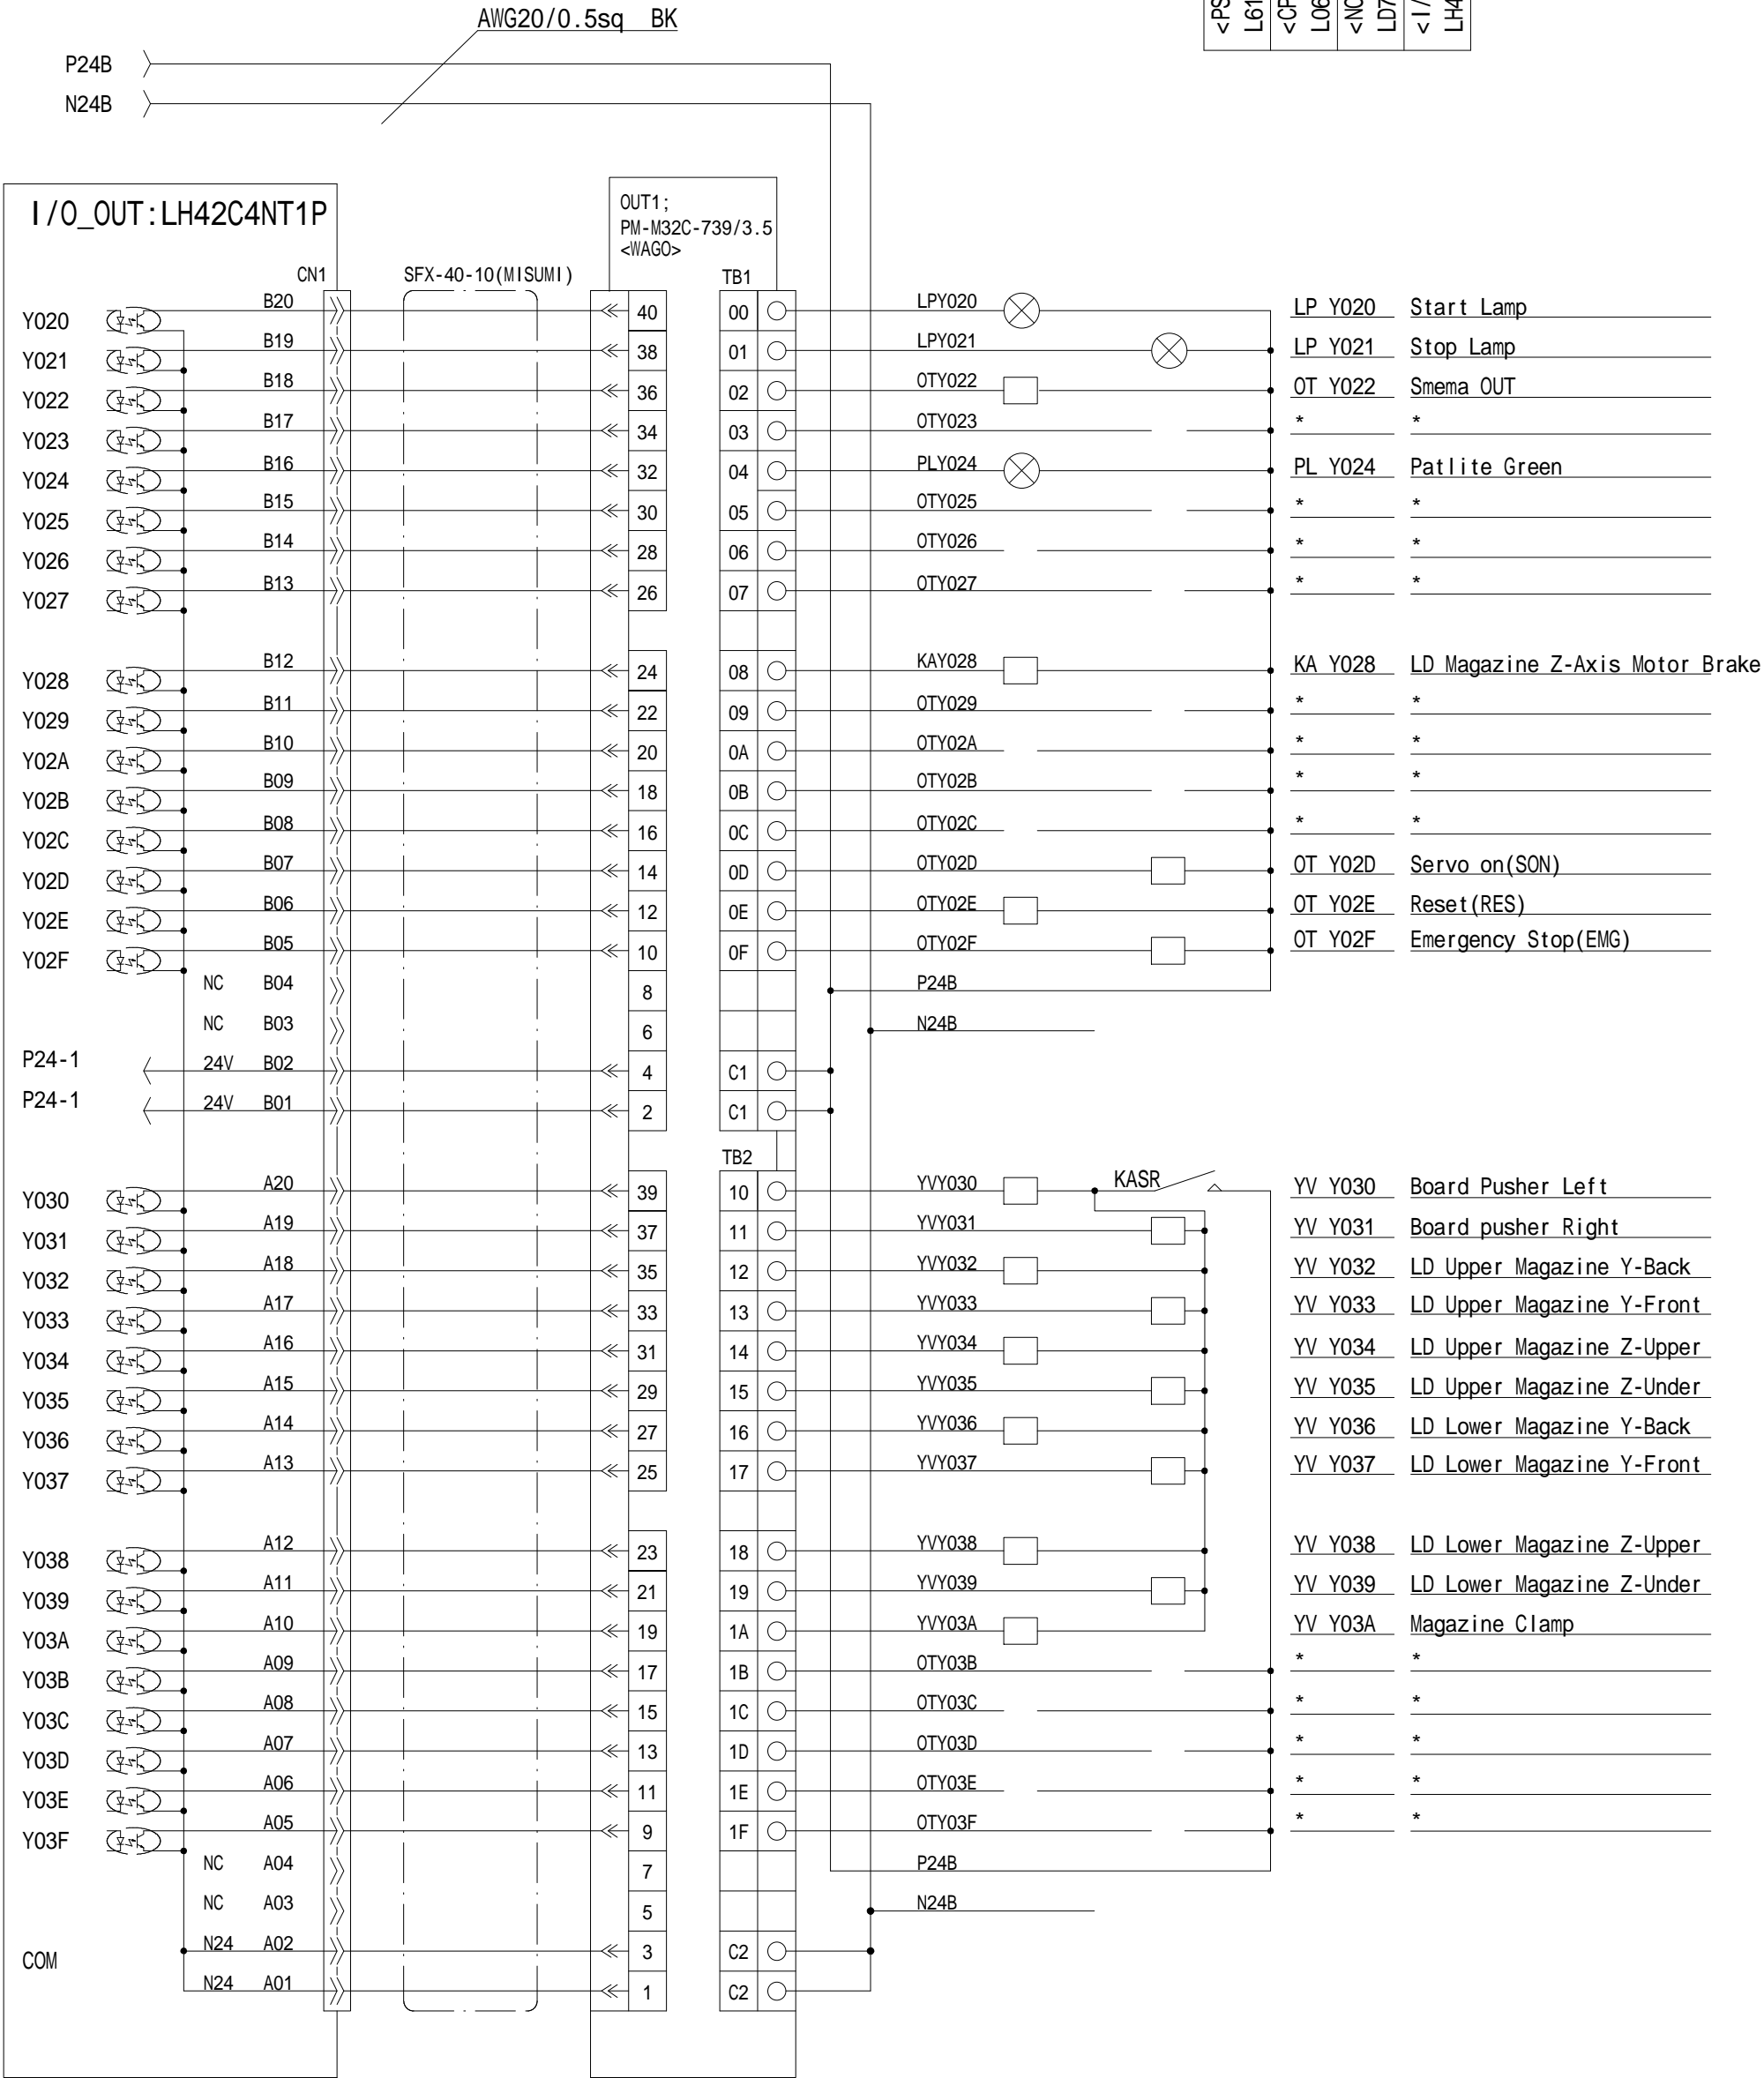 AWG20/0.5sq BK
P24B
N24B
<PS
L61
<CP
L06
<NC
LD7
<I/
LH4
I/O_OUT:LH42C4NT1P
OUT1;
PM-M32C-739/3.5
<WAGO>
CN1 SFX-40-10(MISUMI) TB1
Y020 B20 40 00 LPY020 LP Y020 Start Lamp
Y021 B19 38 01 LPY021 LP Y021 Stop Lamp
Y022 B18 36 02 OTY022 OT Y022 Smema OUT
Y023 B17 34 03 OTY023 * *
Y024 B16 32 04 PLY024 PL Y024 Patlite Green
Y025 B15 30 05 OTY025 * *
Y026 B14 28 06 OTY026 * *
Y027 B13 26 07 OTY027 * *
Y028 B12 24 08 KAY028 KA Y028 LD Magazine Z-Axis Motor Brake
Y029 B11 22 09 OTY029 * *
Y02A B10 20 0A OTY02A * *
Y02B B09 18 0B OTY02B * *
Y02C B08 16 0C OTY02C * *
Y02D B07 14 0D OTY02D OT Y02D Servo on(SON)
Y02E B06 12 0E OTY02E OT Y02E Reset(RES)
Y02F B05 10 0F OTY02F OT Y02F Emergency Stop(EMG)
NC B04 8 P24B
NC B03 6 N24B
P24-1 24V B02 4 C1
P24-1 24V B01 2 C1
TB2
Y030 A20 39 10 YVY030 KASR YV Y030 Board Pusher Left
Y031 A19 37 11 YVY031 YV Y031 Board pusher Right
Y032 A18 35 12 YVY032 YV Y032 LD Upper Magazine Y-Back
Y033 A17 33 13 YVY033 YV Y033 LD Upper Magazine Y-Front
Y034 A16 31 14 YVY034 YV Y034 LD Upper Magazine Z-Upper
Y035 A15 29 15 YVY035 YV Y035 LD Upper Magazine Z-Under
Y036 A14 27 16 YVY036 YV Y036 LD Lower Magazine Y-Back
Y037 A13 25 17 YVY037 YV Y037 LD Lower Magazine Y-Front
Y038 A12 23 18 YVY038 YV Y038 LD Lower Magazine Z-Upper
Y039 A11 21 19 YVY039 YV Y039 LD Lower Magazine Z-Under
Y03A A10 19 1A YVY03A YV Y03A Magazine Clamp
Y03B A09 17 1B OTY03B * *
Y03C A08 15 1C OTY03C * *
Y03D A07 13 1D OTY03D * *
Y03E A06 11 1E OTY03E * *
Y03F A05 9 1F OTY03F * *
NC A04 7 P24B
NC A03 5 N24B
COM N24 A02 3 C2
N24 A01 1 C2